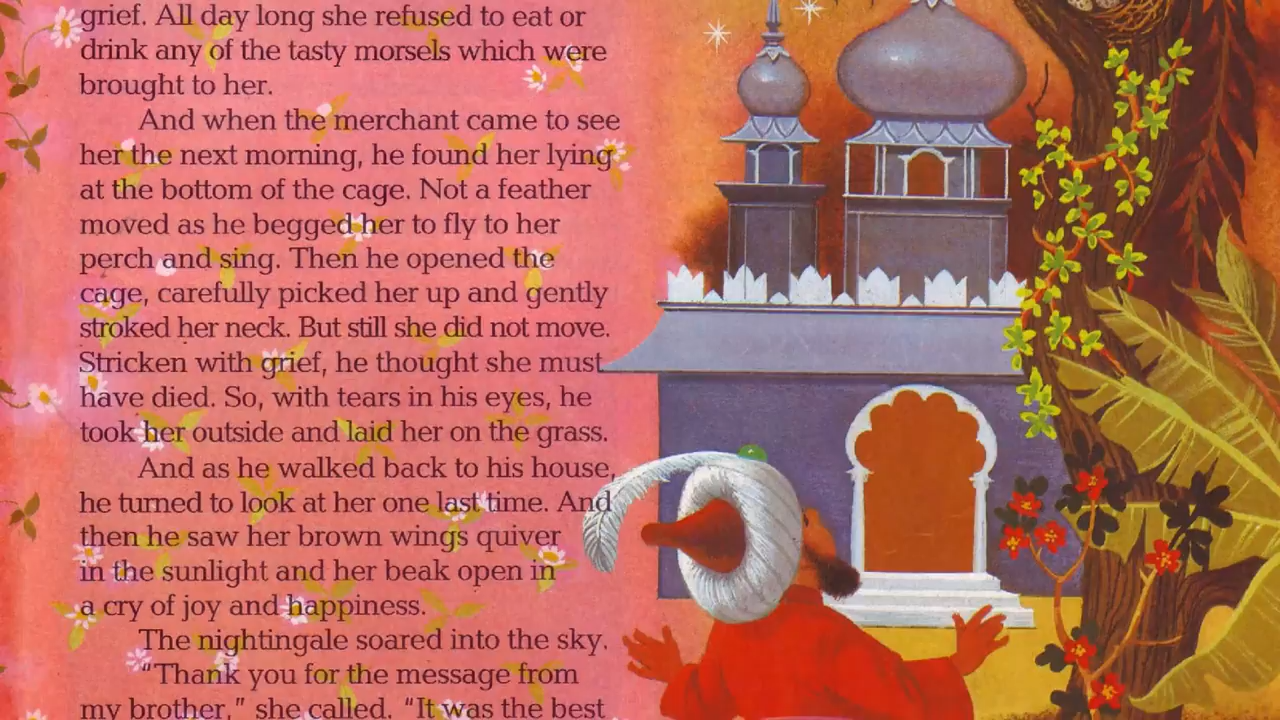 grief. All day long she refused to eat or
drink any of the tasty morsels which were
brought to her.
And when the merchant came to see
her the next morning, he found her lying
at the bottom of the cage. Not a feather
moved as he begged her to fly to her
perch and sing. Then he opened the
cage, carefully picked her up and gently
stroked her neck. But still she did not move.
Stricken with grief, he thought she must
have died. So, with tears in his eyes, he
took her outside and laid her on the grass.
And as he walked back to his house,
he turned to look at her one last time. And
then he saw her brown wings quiver
in the sunlight and her beak open in
a cry of joy and happiness.
The nightingale soared into the sky.
"Thank you for the message from
my brother," she called. "It was the best